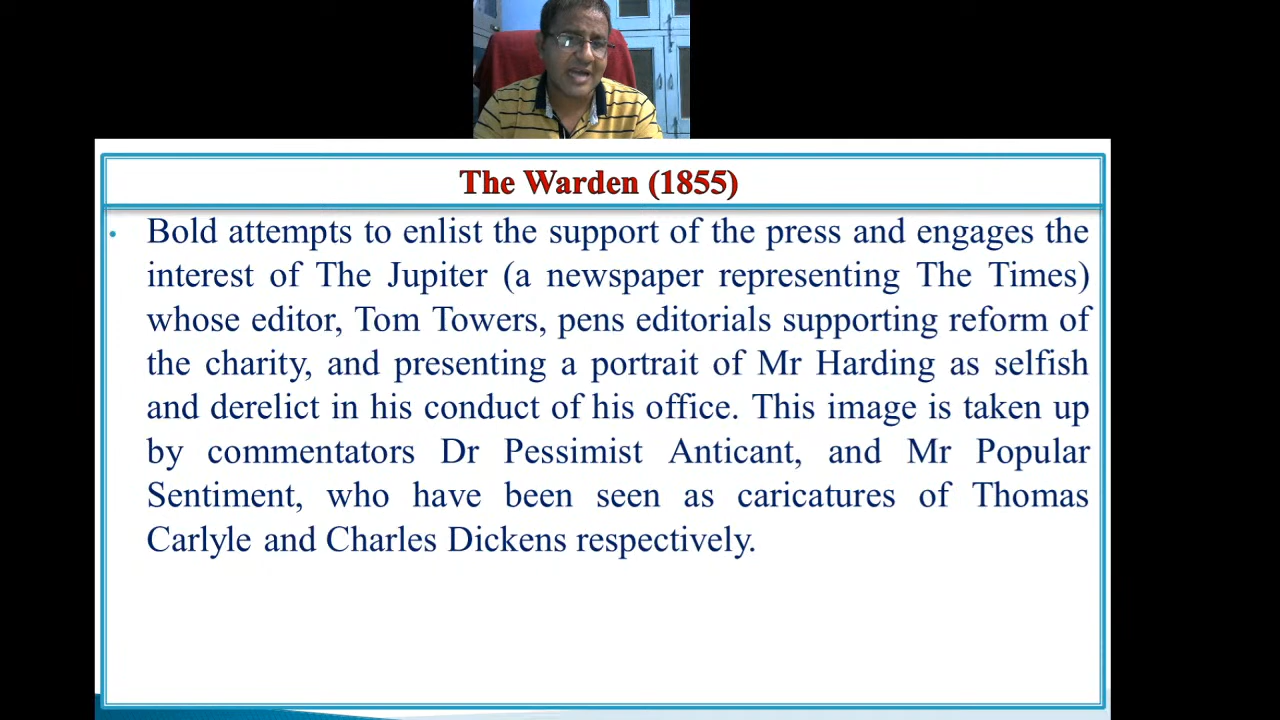 The Warden (1855)
• Bold attempts to enlist the support of the press and engages the
interest of The Jupiter (a newspaper representing The Times)
whose editor, Tom Towers, pens editorials supporting reform of
the charity, and presenting a portrait of Mr Harding as selfish
and derelict in his conduct of his office. This image is taken up
by commentators Dr Pessimist Anticant, and Mr Popular
Sentiment, who have been seen as caricatures of Thomas
Carlyle and Charles Dickens respectively.